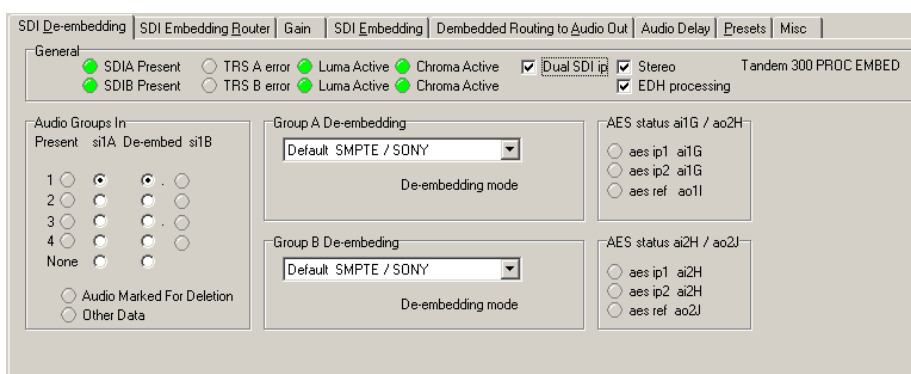 SDI De-embedding SDI Embedding Router Gain SDI Embedding Dembedded Routing to Audio Out Audio Delay Presets Misc
General
SDIA Present TRS A error Luma Active Chroma Active Dual SDI ip Stereo Tandem 300 PROC EMBED
SDIB Present TRS B error Luma Active Chroma Active EDH processing
Audio Groups In
Present si1A De-embed si1B
1 .
2
3 .
4
None
Audio Marked For Deletion
Other Data
Group A De-embedding
Default SMPTE / SONY
De-embedding mode
Group B De-embeding
Default SMPTE / SONY
De-embedding mode
AES status ai1G / ao2H
aes ip1 ai1G
aes ip2 ai1G
aes ref ao1I
AES status ai2H / ao2J
aes ip1 ai2H
aes ip2 ai2H
aes ref ao2J